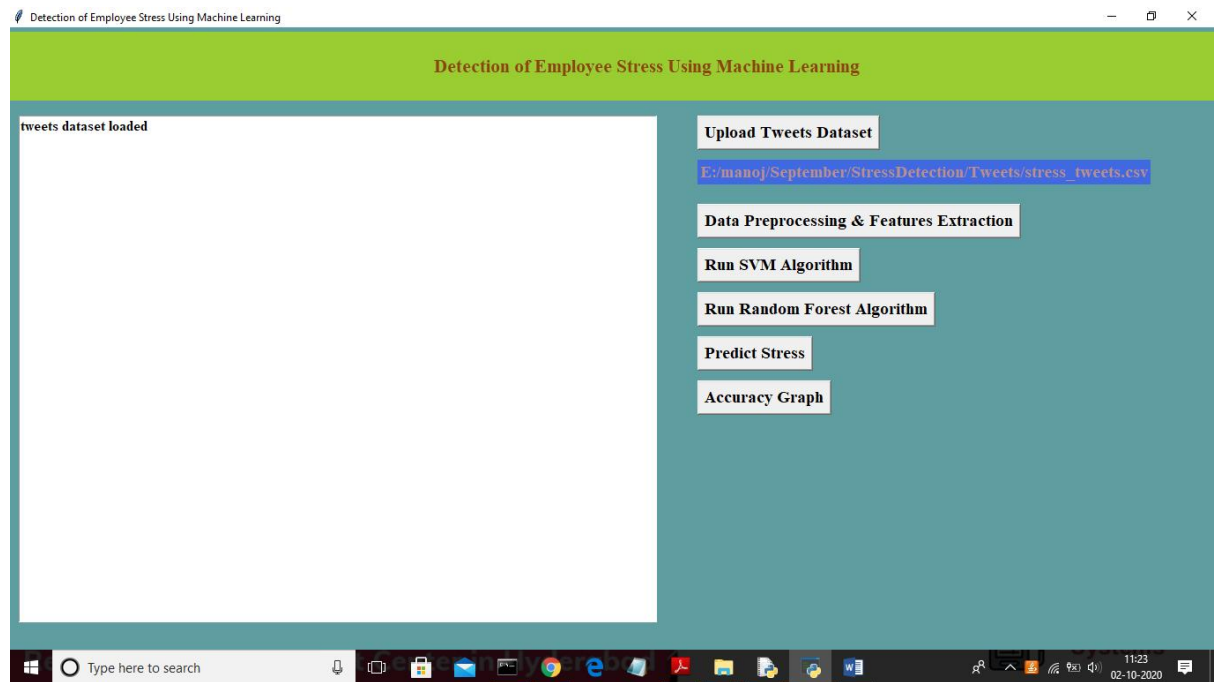 Detection of Employee Stress Using Machine Learning
Detection of Employee Stress Using Machine Learning
tweets dataset loaded
Upload Tweets Dataset
E:/manoj/September/StressDetection/Tweets/stress_tweets.csv
Data Preprocessing & Features Extraction
Run SVM Algorithm
Run Random Forest Algorithm
Predict Stress
Accuracy Graph
Type here to search
11:23
02-10-2020